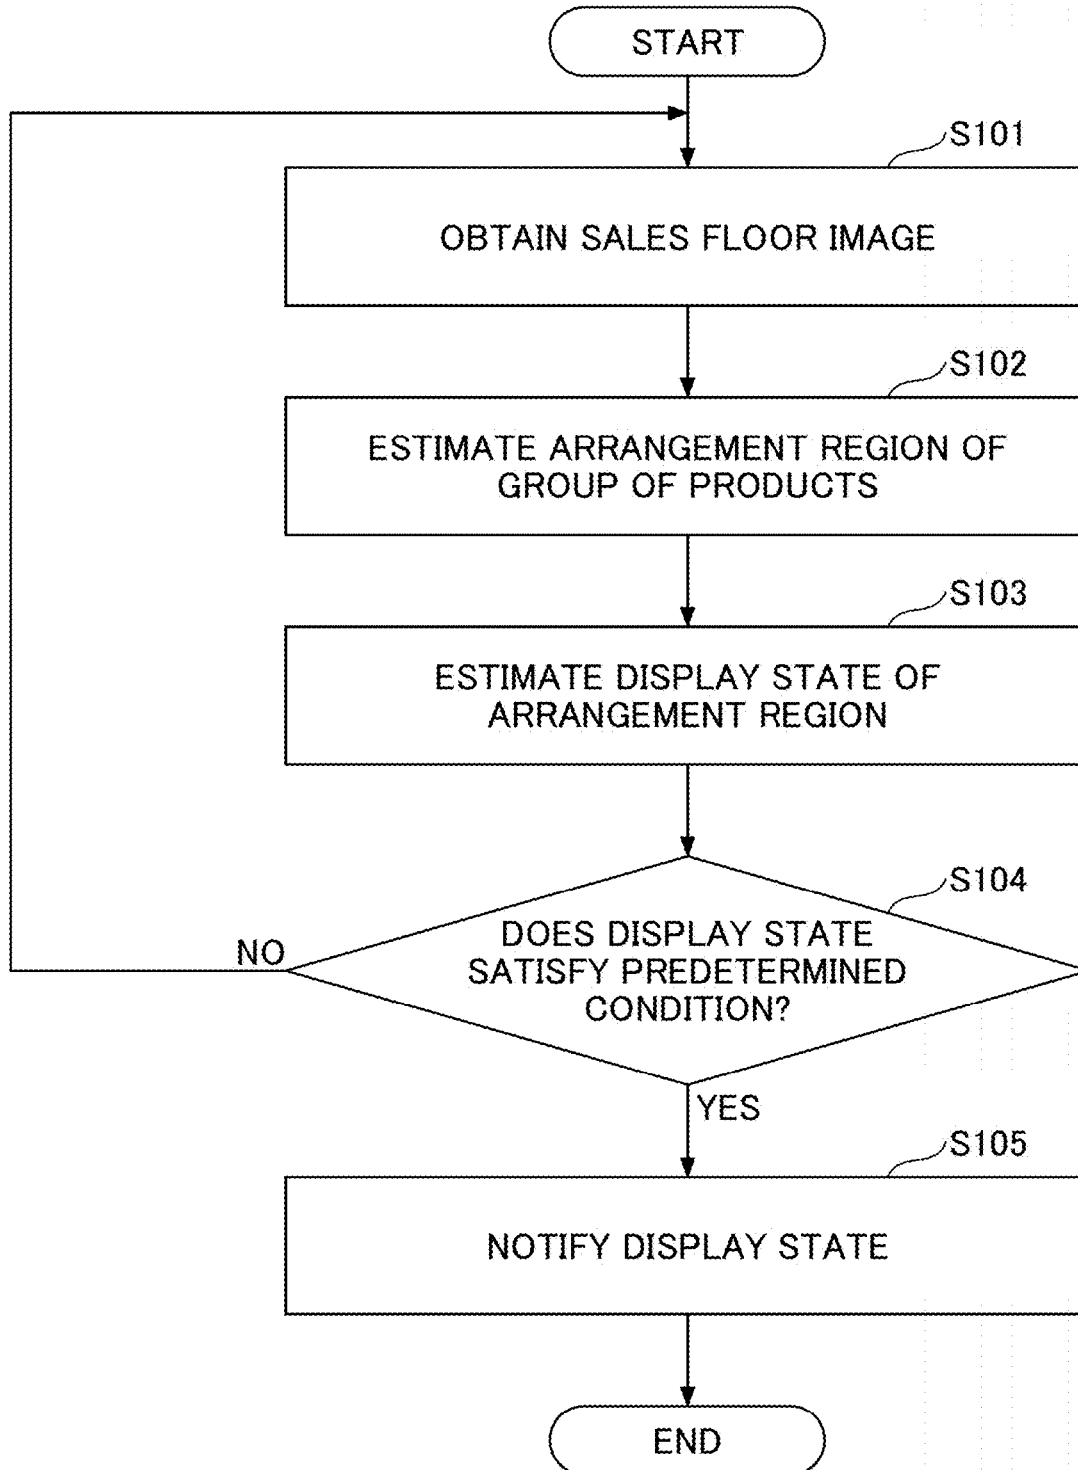 START
S101
OBTAIN SALES FLOOR IMAGE
S102
ESTIMATE ARRANGEMENT REGION OF
GROUP OF PRODUCTS
S103
ESTIMATE DISPLAY STATE OF
ARRANGEMENT REGION
S104
DOES DISPLAY STATE
SATISFY PREDETERMINED
CONDITION?
NO
YES
S105
NOTIFY DISPLAY STATE
END